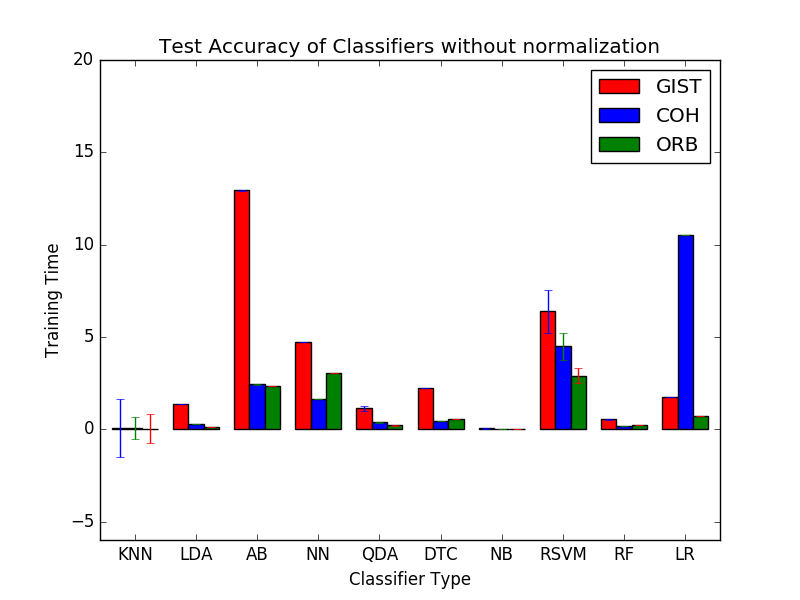 Test Accuracy of Classifiers without normalization
20
15
10
5
0
−5
Training Time
GIST
COH
ORB
KNN LDA AB NN QDA DTC NB RSVM RF LR
Classifier Type